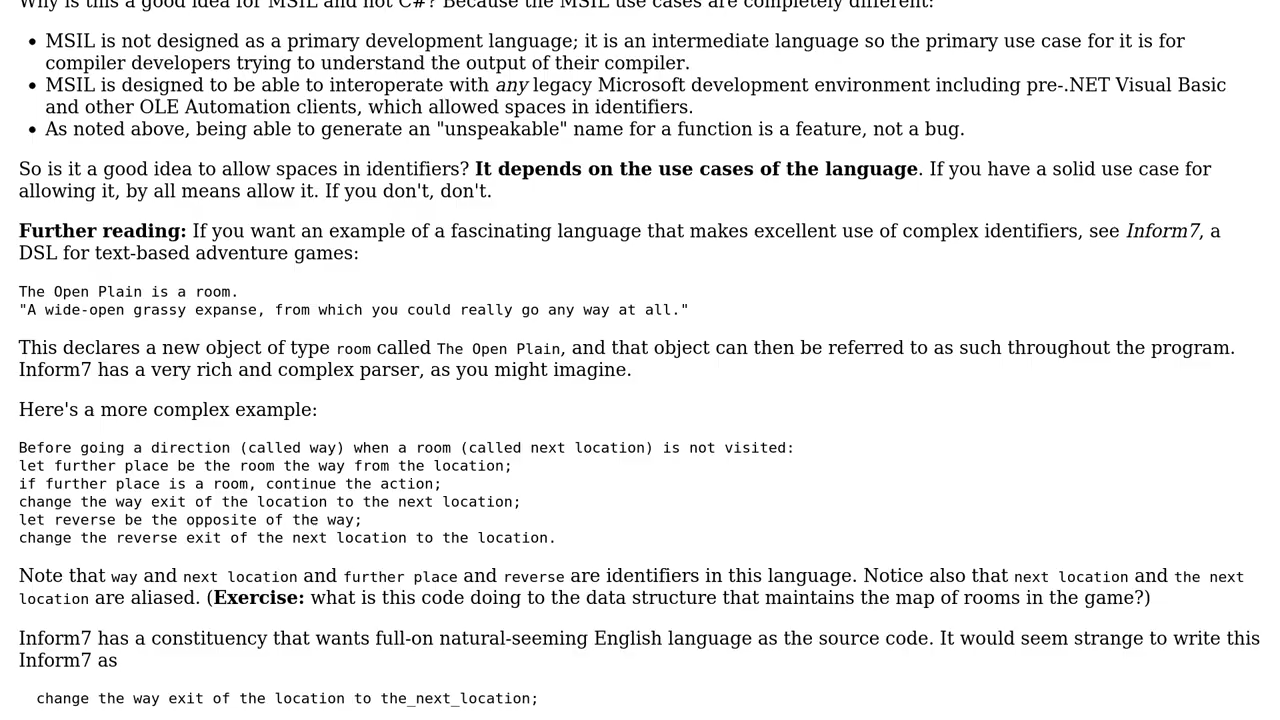 Why is this a good idea for MSIL and not C#? Because the MSIL use cases are completely different:
• MSIL is not designed as a primary development language; it is an intermediate language so the primary use case for it is for
compiler developers trying to understand the output of their compiler.
• MSIL is designed to be able to interoperate with any legacy Microsoft development environment including pre-.NET Visual Basic
and other OLE Automation clients, which allowed spaces in identifiers.
• As noted above, being able to generate an "unspeakable" name for a function is a feature, not a bug.
So is it a good idea to allow spaces in identifiers? It depends on the use cases of the language. If you have a solid use case for
allowing it, by all means allow it. If you don't, don't.
Further reading: If you want an example of a fascinating language that makes excellent use of complex identifiers, see Inform7, a
DSL for text-based adventure games:
The Open Plain is a room.
"A wide-open grassy expanse, from which you could really go any way at all."
This declares a new object of type room called The Open Plain, and that object can then be referred to as such throughout the program.
Inform7 has a very rich and complex parser, as you might imagine.
Here's a more complex example:
Before going a direction (called way) when a room (called next location) is not visited:
let further place be the room the way from the location;
if further place is a room, continue the action;
change the way exit of the location to the next location;
let reverse be the opposite of the way;
change the reverse exit of the next location to the location.
Note that way and next location and further place and reverse are identifiers in this language. Notice also that next location and the next
location are aliased. (Exercise: what is this code doing to the data structure that maintains the map of rooms in the game?)
Inform7 has a constituency that wants full-on natural-seeming English language as the source code. It would seem strange to write this
Inform7 as
change the way exit of the location to the_next_location;